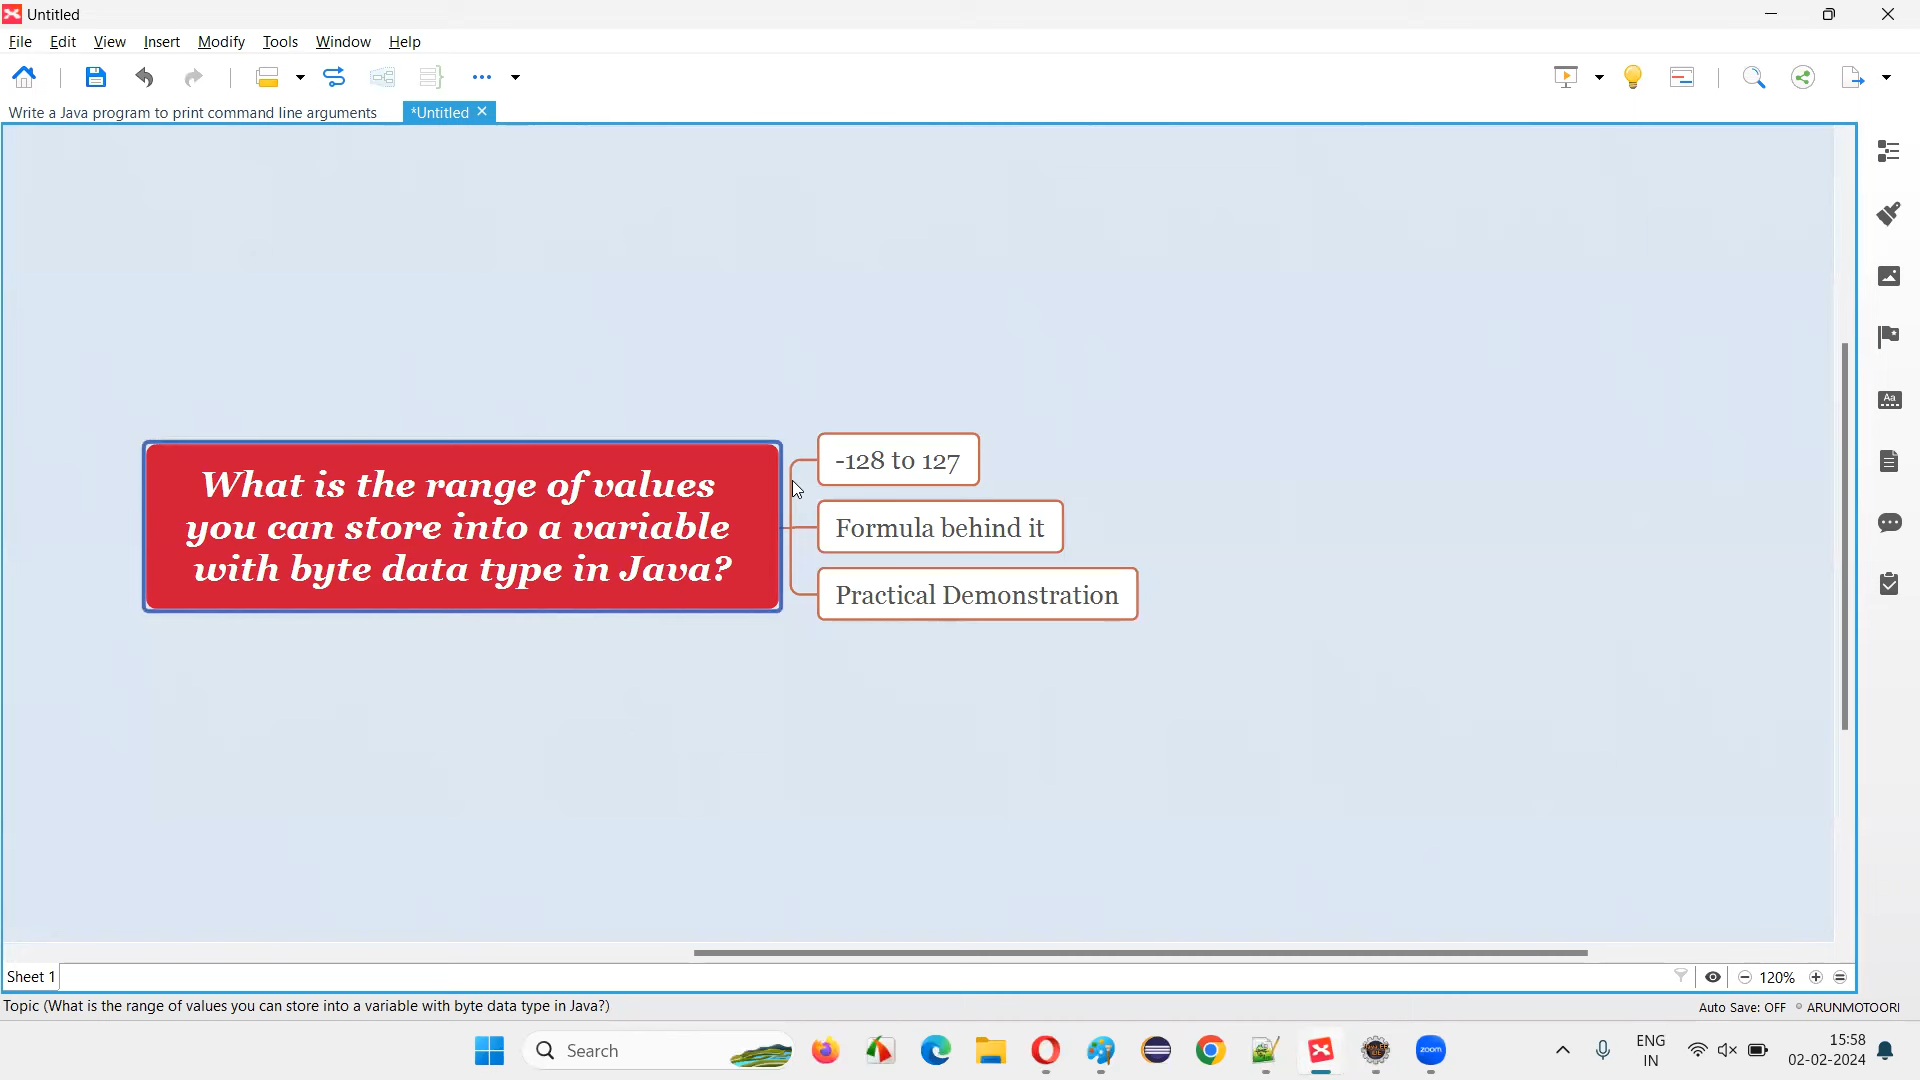 Untitled
File Edit View Insert Modify Tools Window Help
Write a Java program to print command line arguments
*Untitled
What is the range of values
you can store into a variable
with byte data type in Java?
-128 to 127
Formula behind it
Practical Demonstration
Aa
Sheet 1
120%
Topic (What is the range of values you can store into a variable with byte data type in Java?)
Auto Save: OFF
ARUNMOTOORI
Search
zoom
ENG
IN
15:58
02-02-2024